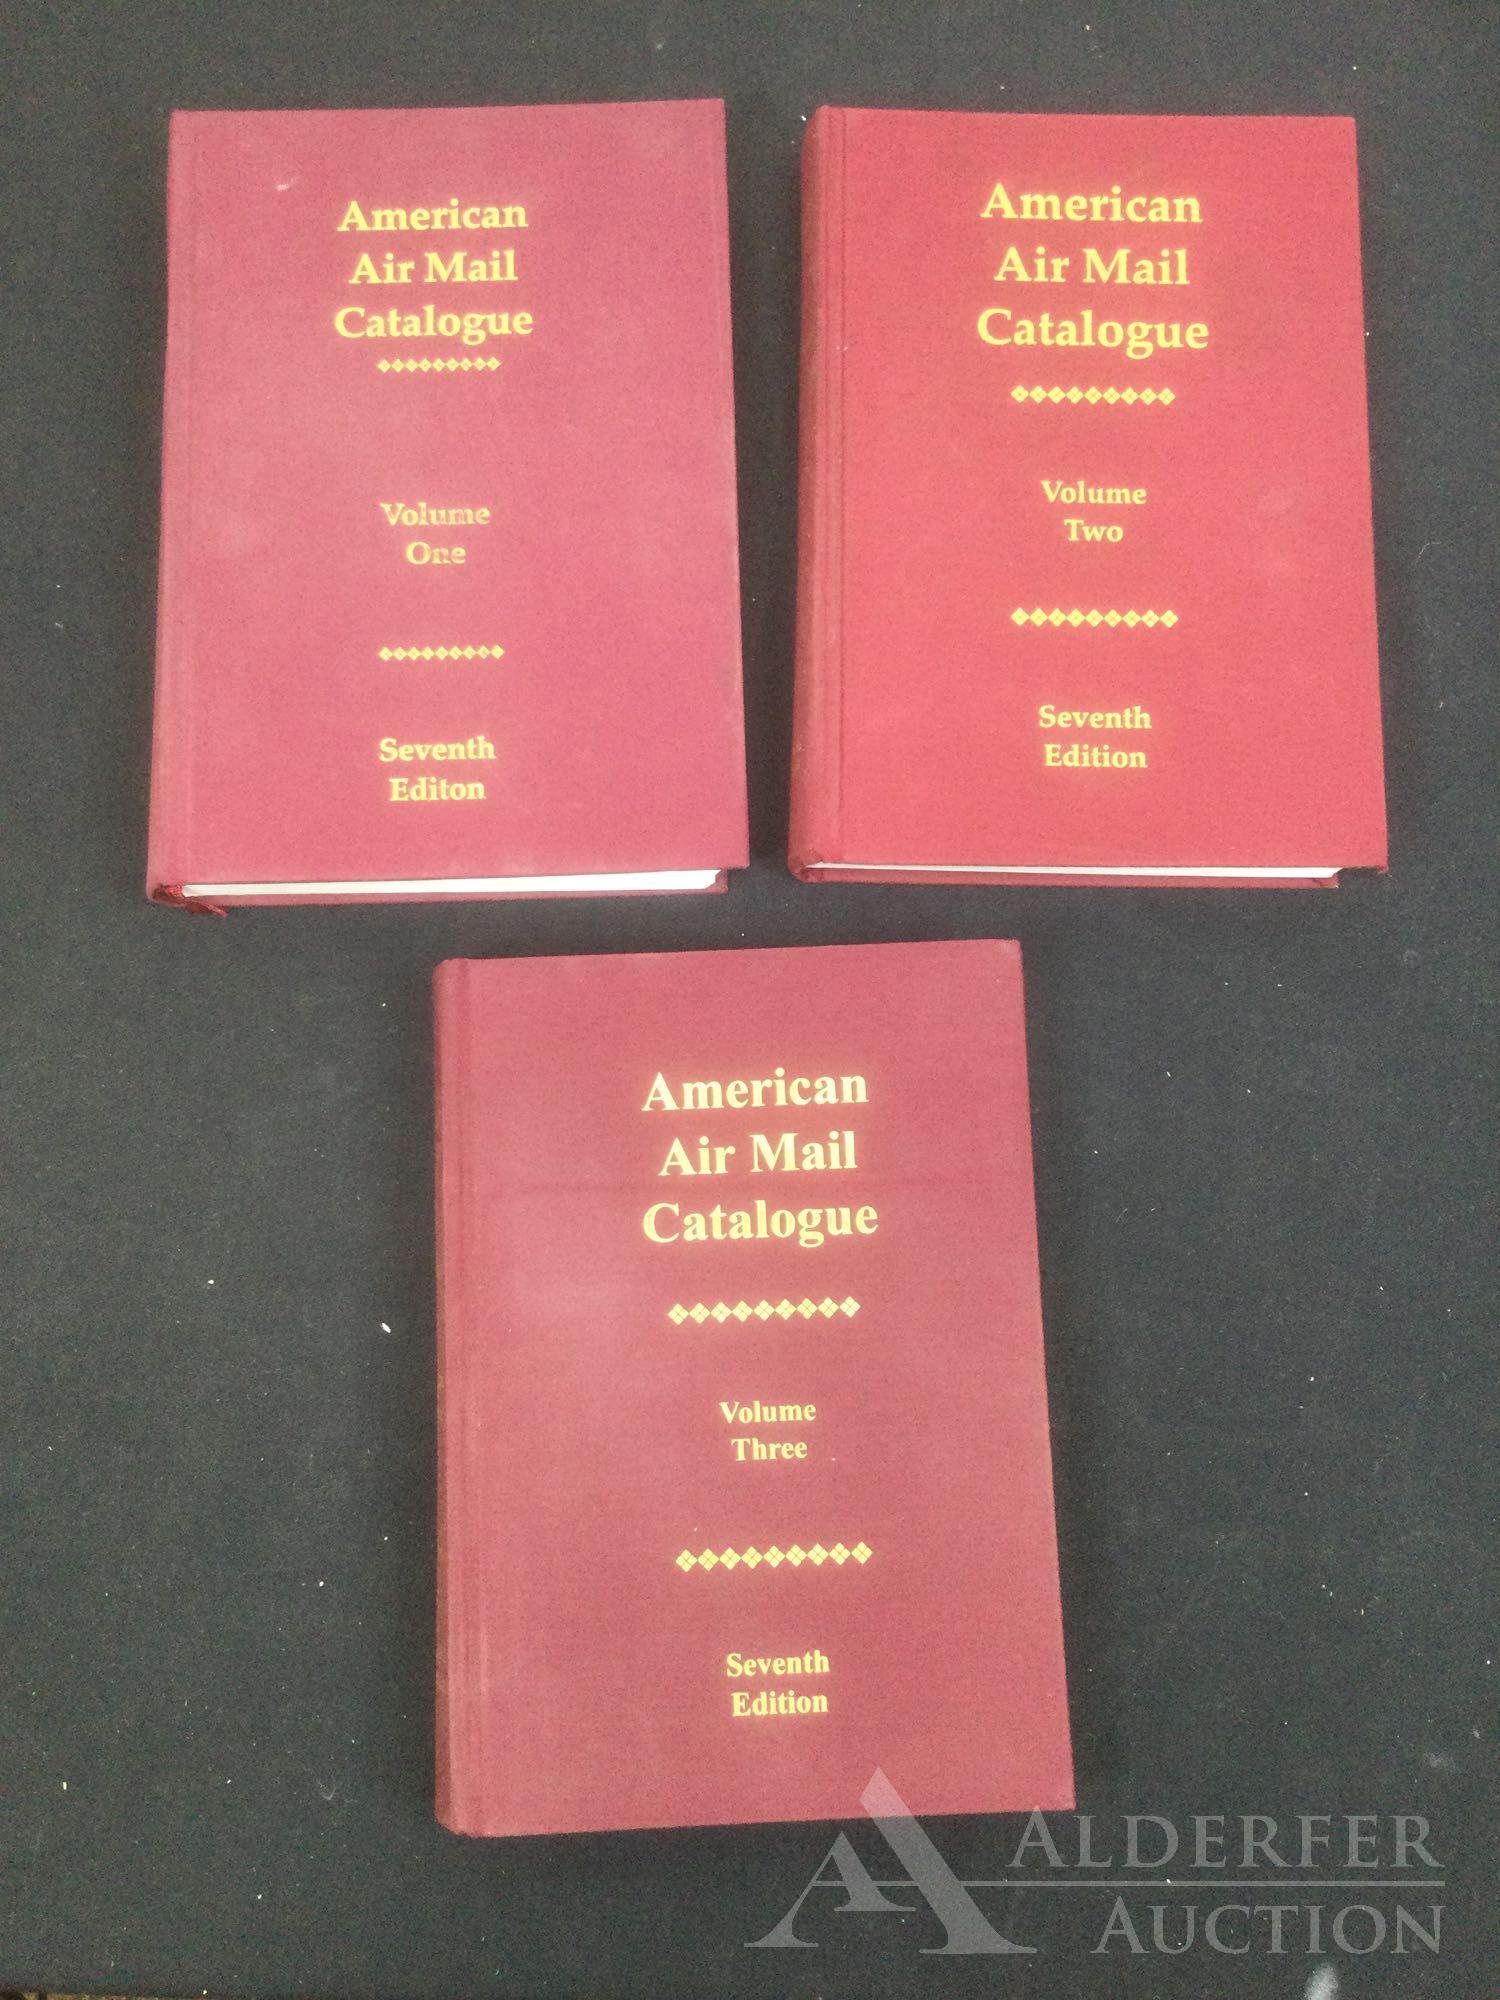 American
Air Mail
Catalogue
Volume
One
Seventh
Editon
American
Air Mail
Catalogue
Volume
Two
Seventh
Edition
American
Air Mail
Catalogue
Volume
Three
Seventh
Edition
ALDERFER
AUCTION